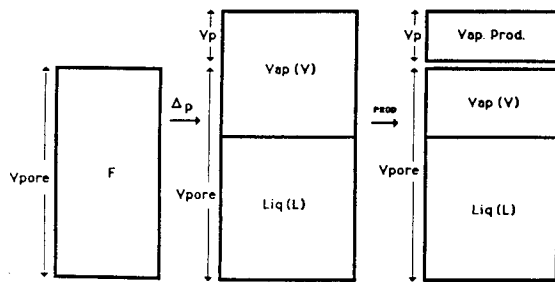 Vpore
F
Δp
Vp
Vap (V)
Vpore
Liq (L)
PROD
Vp
Vap. Prod.
Vap (V)
Vpore
Liq (L)